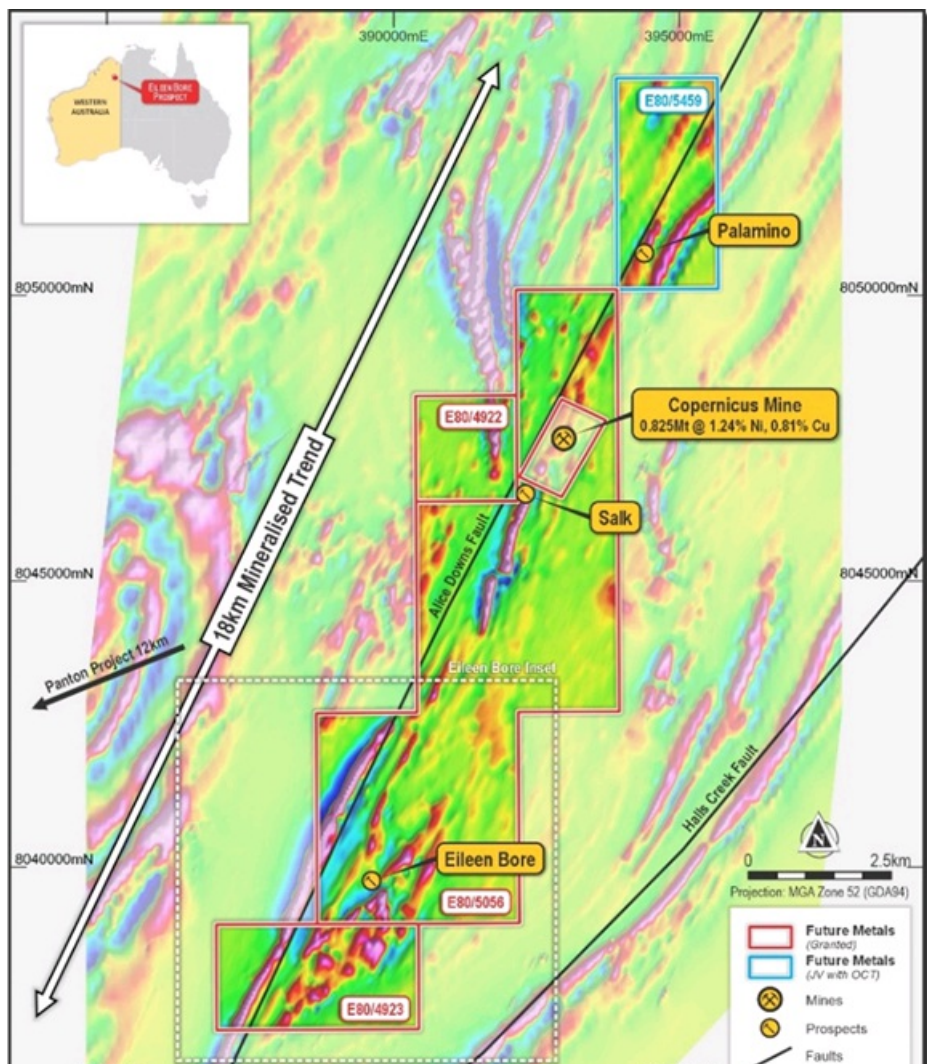 390000mE
395000mE
EILEEN BORE
PROSPECT
WESTERN
AUSTRALIA
E80/5459
Palamino
8050000mN
8050000mN
E80/4922
Copernicus Mine
0.825Mt @ 1.24% Ni, 0.81% Cu
Salk
18km Mineralised Trend
Alice Downs Fault
8045000mN
8045000mN
Panton Project 12km
Eileen Bore Inset
Halls Creek Fault
8040000mN
Eileen Bore
E80/5056
E80/4923
N
0
2.5km
Projection: MGA Zone 52 (GDA94)
Future Metals
(Granted)
Future Metals
(JV with OCT)
Mines
Prospects
Faults